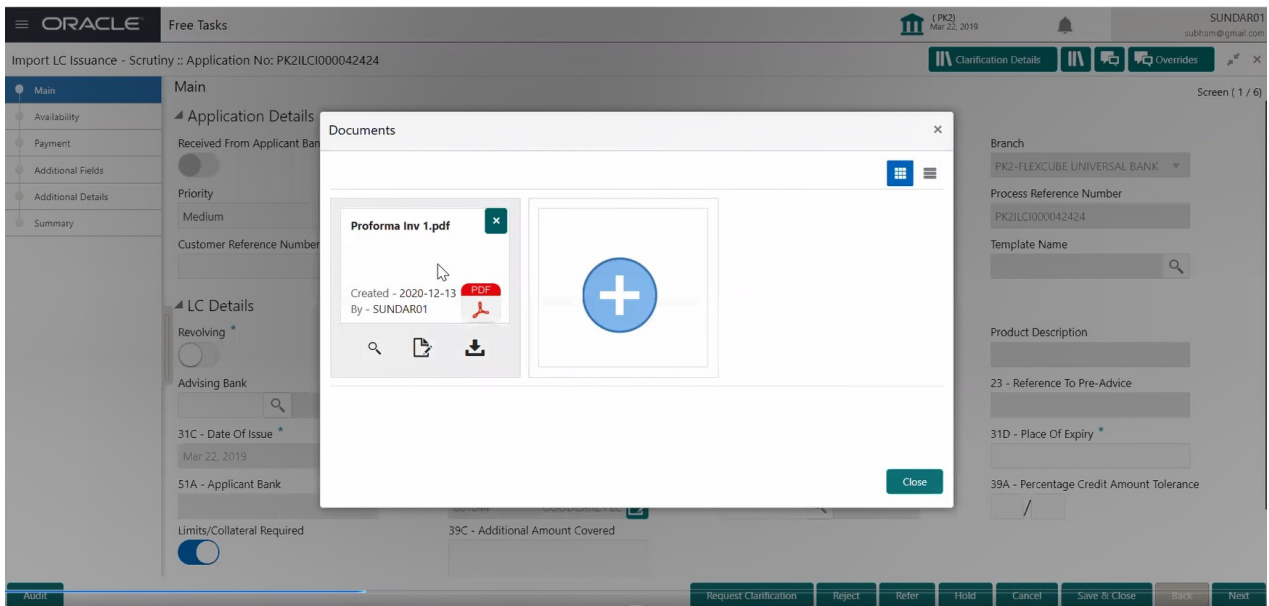 ORACLE
Free Tasks
(PK2)
Mar 22, 2019
SUNDAR01
subham@gmail.com
Import LC Issuance - Scrutiny :: Application No: PK2ILCI000042424
Clarification Details
Overrides
Main
Availability
Payment
Additional Fields
Additional Details
Summary
Main
Screen ( 1 / 6)
Application Details
Received From Applicant Ban
Branch
PK2-FLEXCUBE UNIVERSAL BANK
Priority
Medium
Process Reference Number
PK2ILCI000042424
Customer Reference Number
Template Name
LC Details
Revolving *
Product Description
Advising Bank
23 - Reference To Pre-Advice
31C - Date Of Issue *
Mar 22, 2019
31D - Place Of Expiry *
51A - Applicant Bank
39A - Percentage Credit Amount Tolerance
/
Limits/Collateral Required
39C - Additional Amount Covered
Documents
Proforma Inv 1.pdf
Created - 2020-12-13
By - SUNDAR01
PDF
Close
Audit
Request Clarification
Reject
Refer
Hold
Cancel
Save & Close
Back
Next